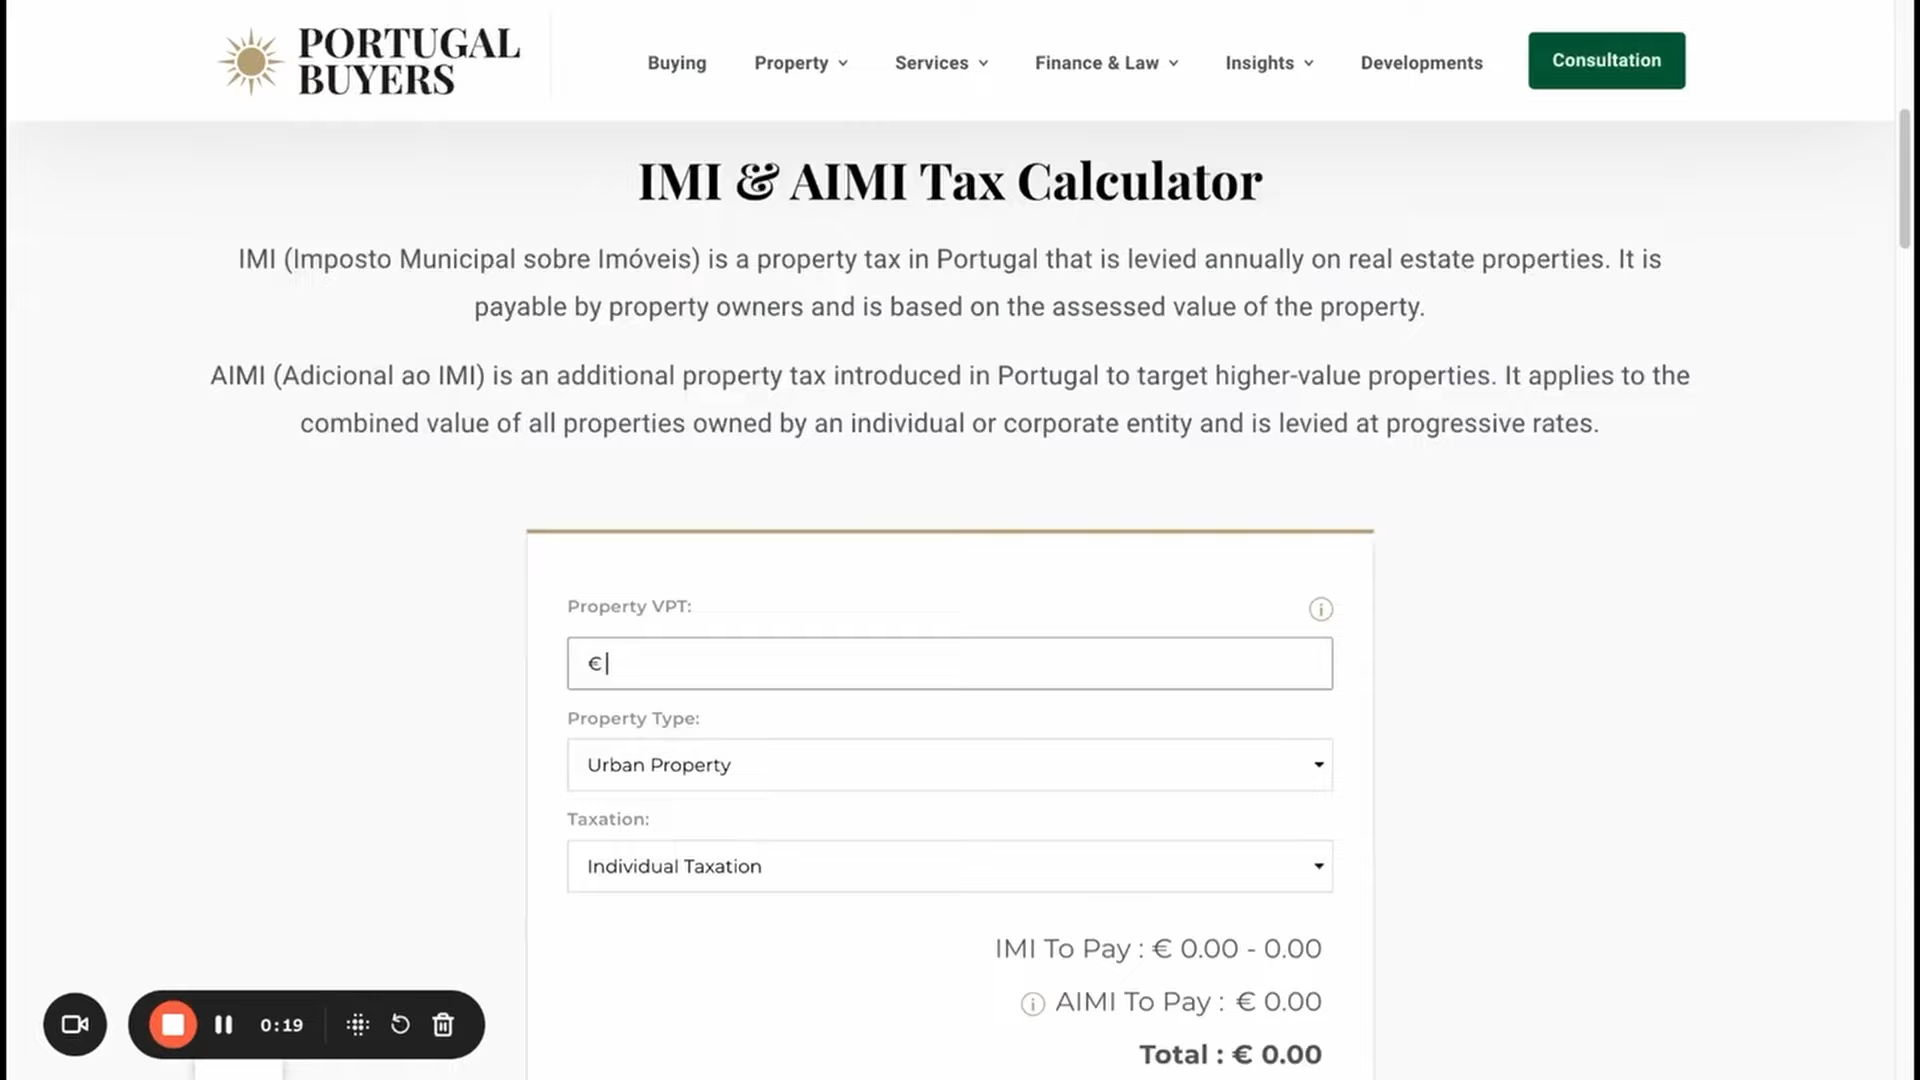 PORTUGAL
BUYERS
Buying
Property
Services
Finance & Law
Insights
Developments
Consultation
IMI & AIMI Tax Calculator
IMI (Imposto Municipal sobre Imóveis) is a property tax in Portugal that is levied annually on real estate properties. It is
payable by property owners and is based on the assessed value of the property.
AIMI (Adicional ao IMI) is an additional property tax introduced in Portugal to target higher-value properties. It applies to the
combined value of all properties owned by an individual or corporate entity and is levied at progressive rates.
Property VPT:
€
Property Type:
Urban Property
Taxation:
Individual Taxation
IMI To Pay : € 0.00 - 0.00
AIMI To Pay : € 0.00
Total : € 0.00
0:19